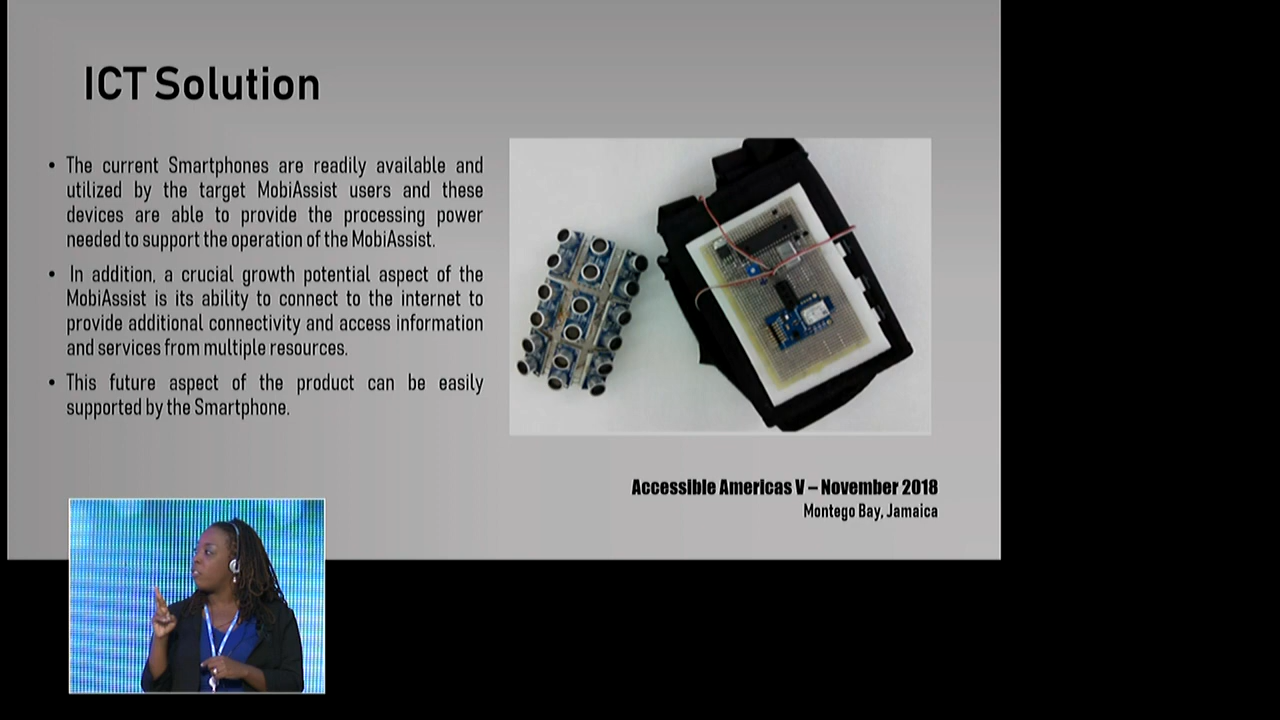 ICT Solution
• The current Smartphones are readily available and
utilized by the target MobiAssist users and these
devices are able to provide the processing power
needed to support the operation of the MobiAssist.
• In addition, a crucial growth potential aspect of the
MobiAssist is its ability to connect to the internet to
provide additional connectivity and access information
and services from multiple resources.
• This future aspect of the product can be easily
supported by the Smartphone.
Accessible Americas V – November 2018
Montego Bay, Jamaica